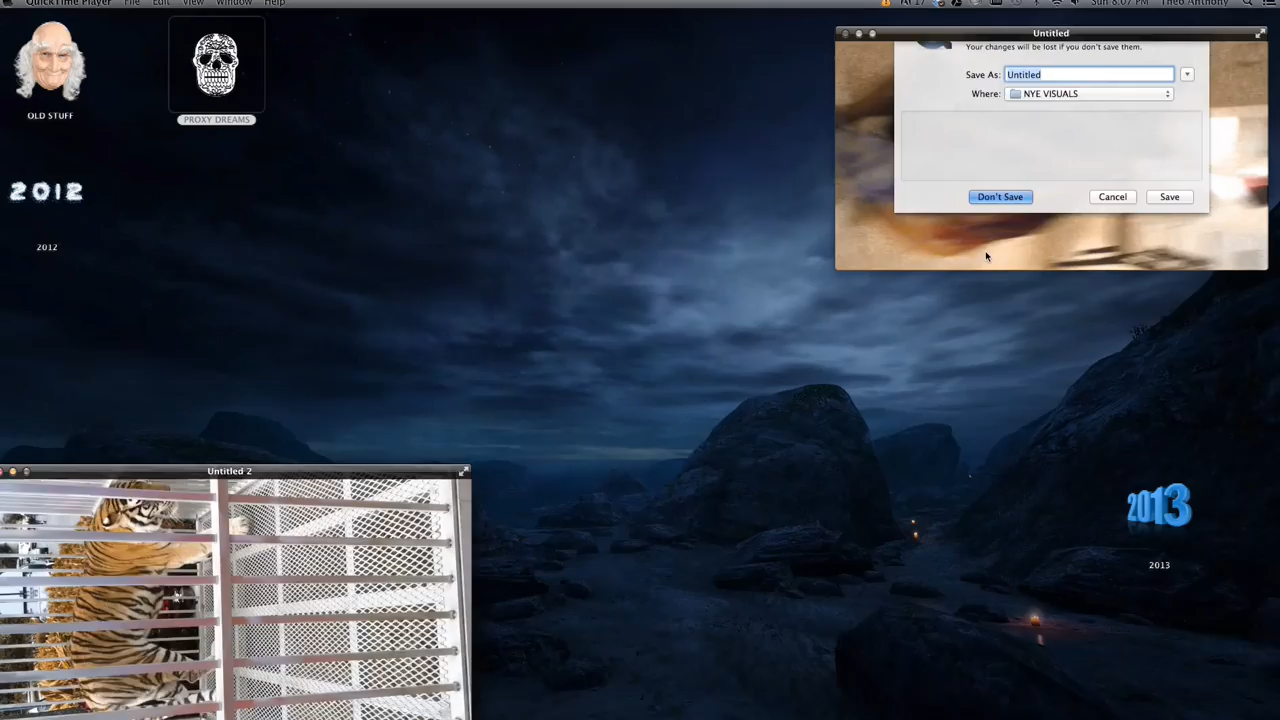 QuickTime Player File Edit View Window Help
Sun 8:07 PM Theo Anthony
OLD STUFF
PROXY DREAMS
2012
2012
Untitled
Your changes will be lost if you don't save them.
Save As: Untitled
Where: NYE VISUALS
Don't Save Cancel Save
Untitled 2
2013
2013